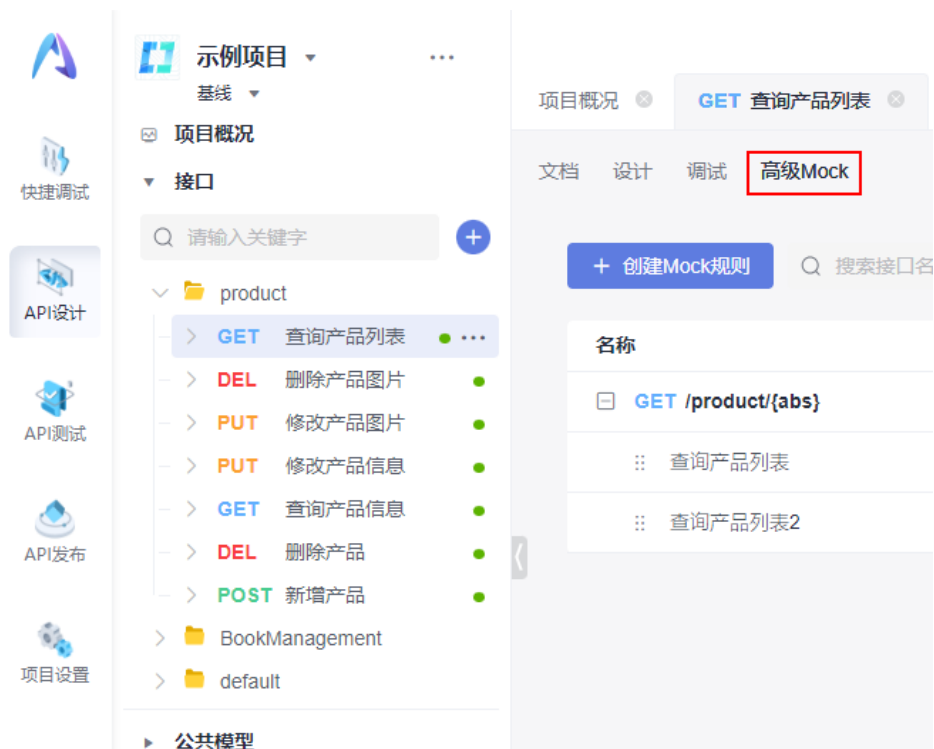 快捷调试
API设计
API测试
API发布
项目设置
示例项目
基线
项目概况
接口
请输入关键字
product
GET 查询产品列表
DEL 删除产品图片
PUT 修改产品图片
PUT 修改产品信息
GET 查询产品信息
DEL 删除产品
POST 新增产品
BookManagement
default
公共模型
项目概况 GET 查询产品列表
文档 设计 调试 高级Mock
+ 创建Mock规则 搜索接口名
名称
GET /product/{abs}
查询产品列表
查询产品列表2